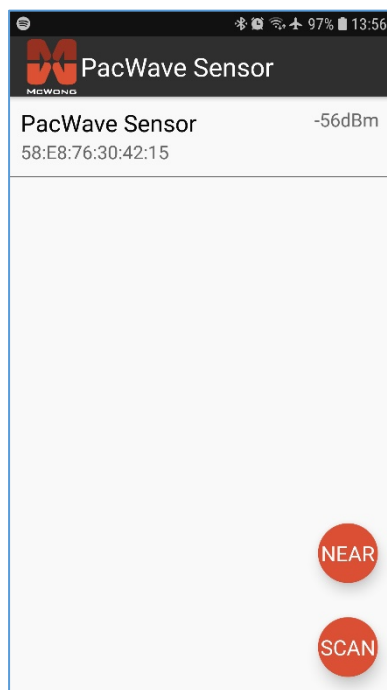 97% 13:56
McWong
PacWave Sensor
PacWave Sensor
-56dBm
58:E8:76:30:42:15
NEAR
SCAN